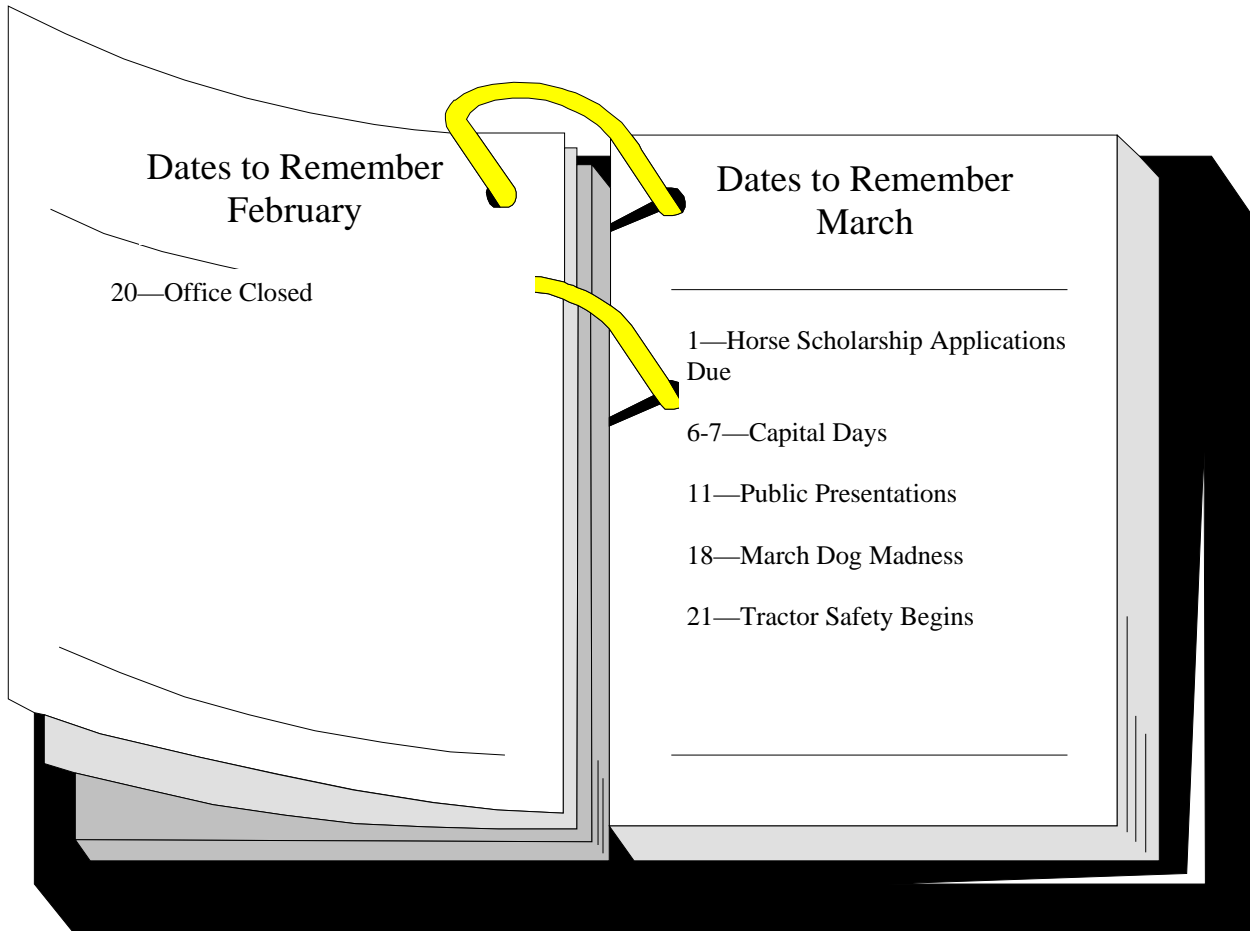 Dates to Remember
February
20—Office Closed
Dates to Remember
March
1—Horse Scholarship Applications
Due
6-7—Capital Days
11—Public Presentations
18—March Dog Madness
21—Tractor Safety Begins